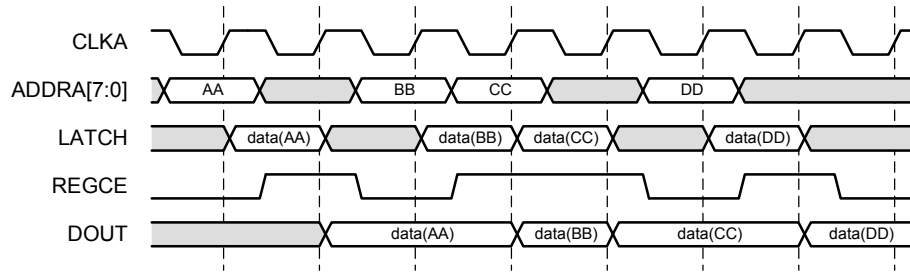 CLKA
ADDRA[7:0] AA BB CC DD
LATCH data(AA) data(BB) data(CC) data(DD)
REGCE
DOUT data(AA) data(BB) data(CC) data(DD)